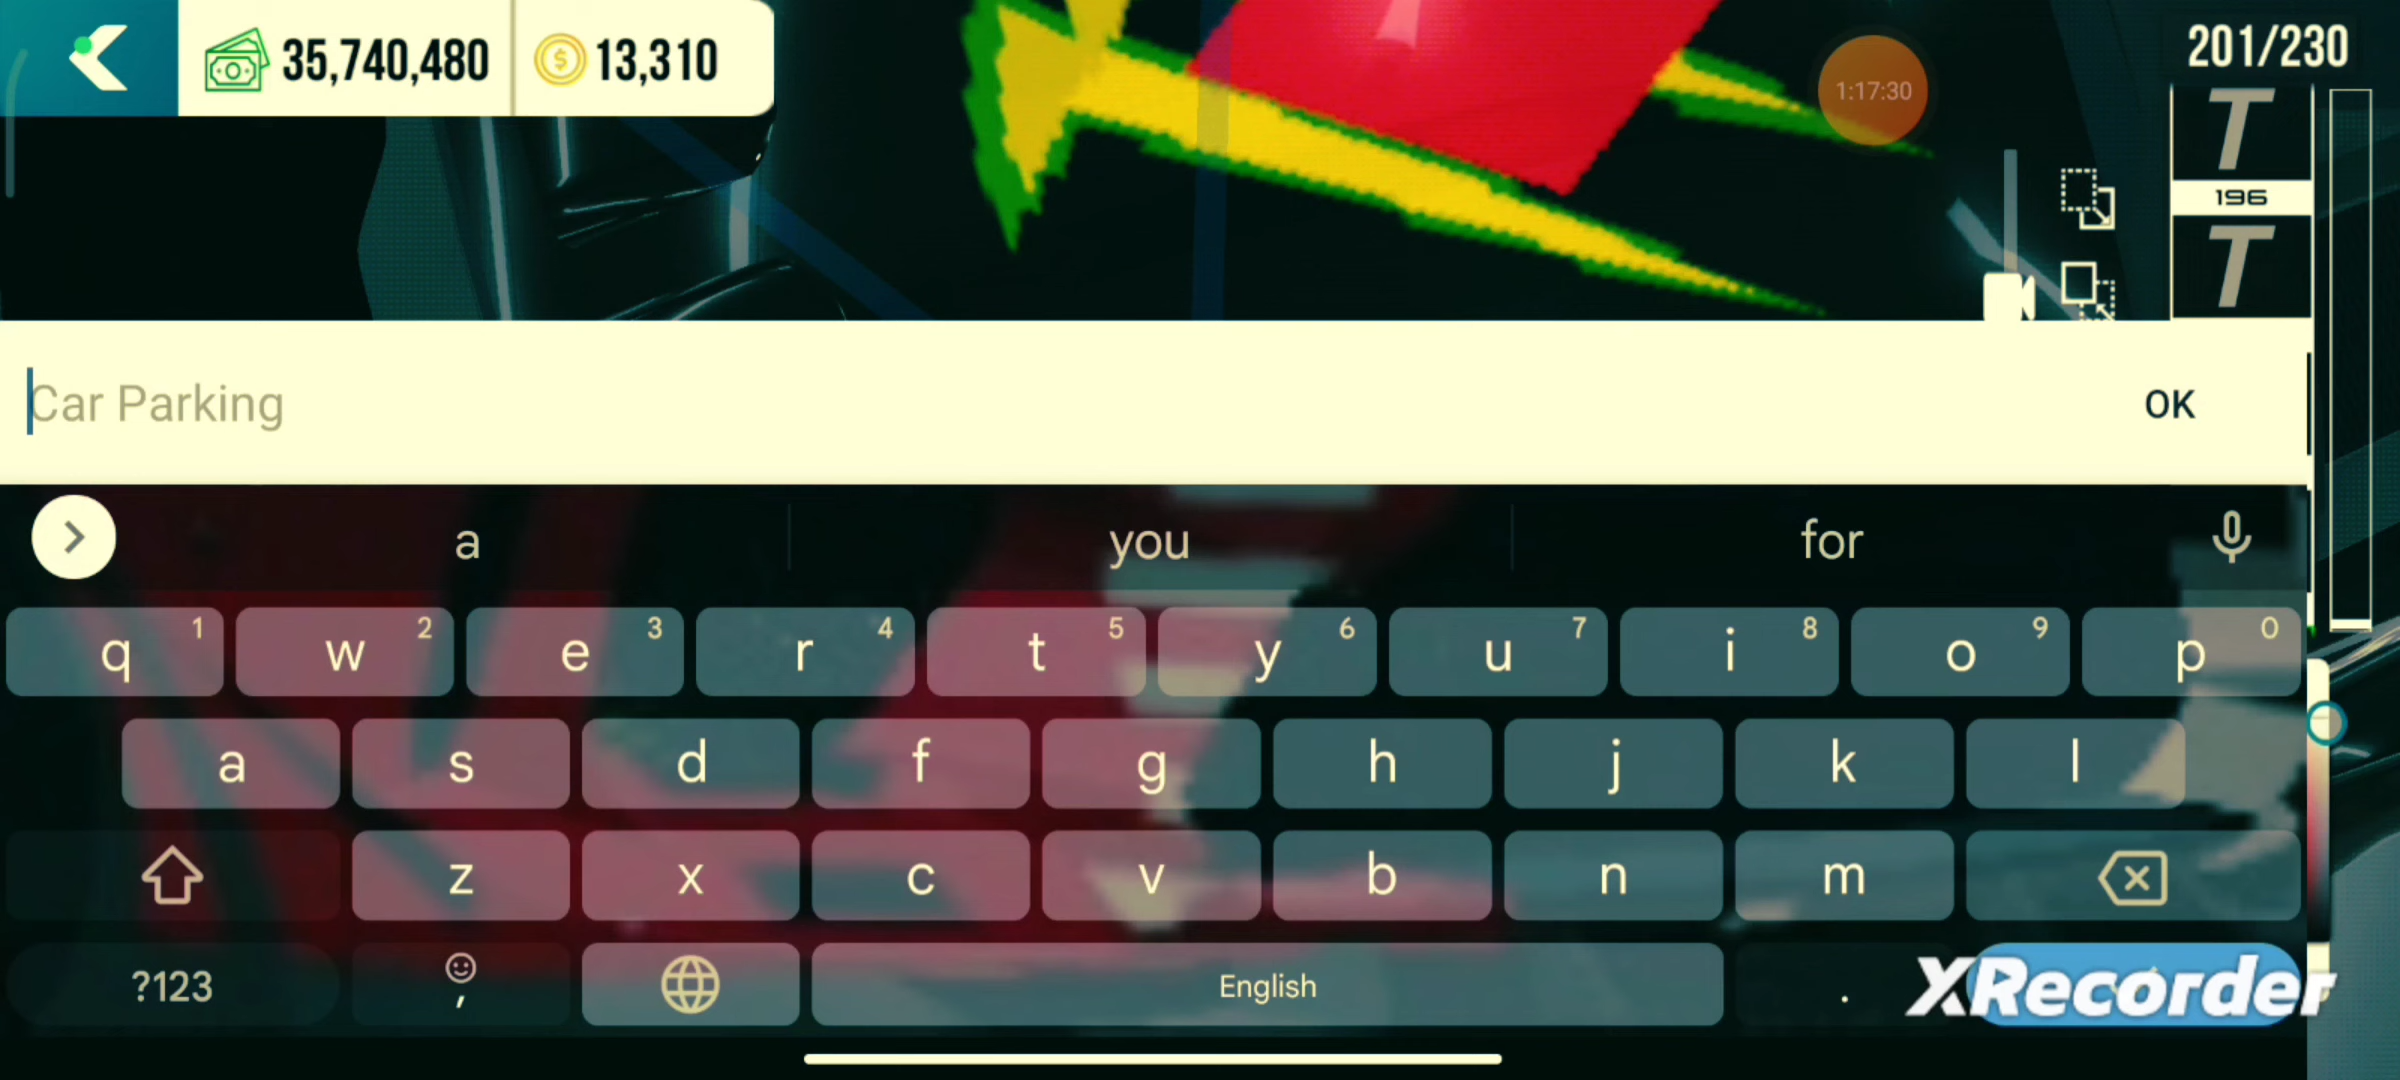 35,740,480 13,310 1:17:30 201/230
T
196
T
Car Parking OK
a you for
q 1 w 2 e 3 r 4 t 5 y 6 u 7 i 8 o 9 p 0
a s d f g h j k l
z x c v b n m
?123 , English . XRecorder